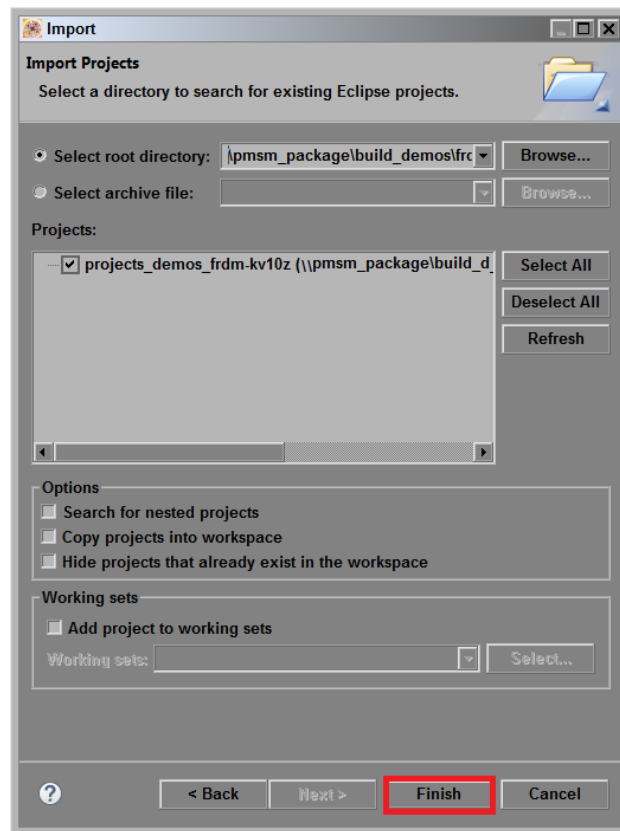 Import
Import Projects
Select a directory to search for existing Eclipse projects.
Select root directory: \pmsm_package\build_demos\frc Browse...
Select archive file: Browse...
Projects:
projects_demos_frdm-kv10z (\\pmsm_package\build_d Select All
Deselect All
Refresh
Options
Search for nested projects
Copy projects into workspace
Hide projects that already exist in the workspace
Working sets
Add project to working sets
Working sets: Select...
? < Back Next > Finish Cancel